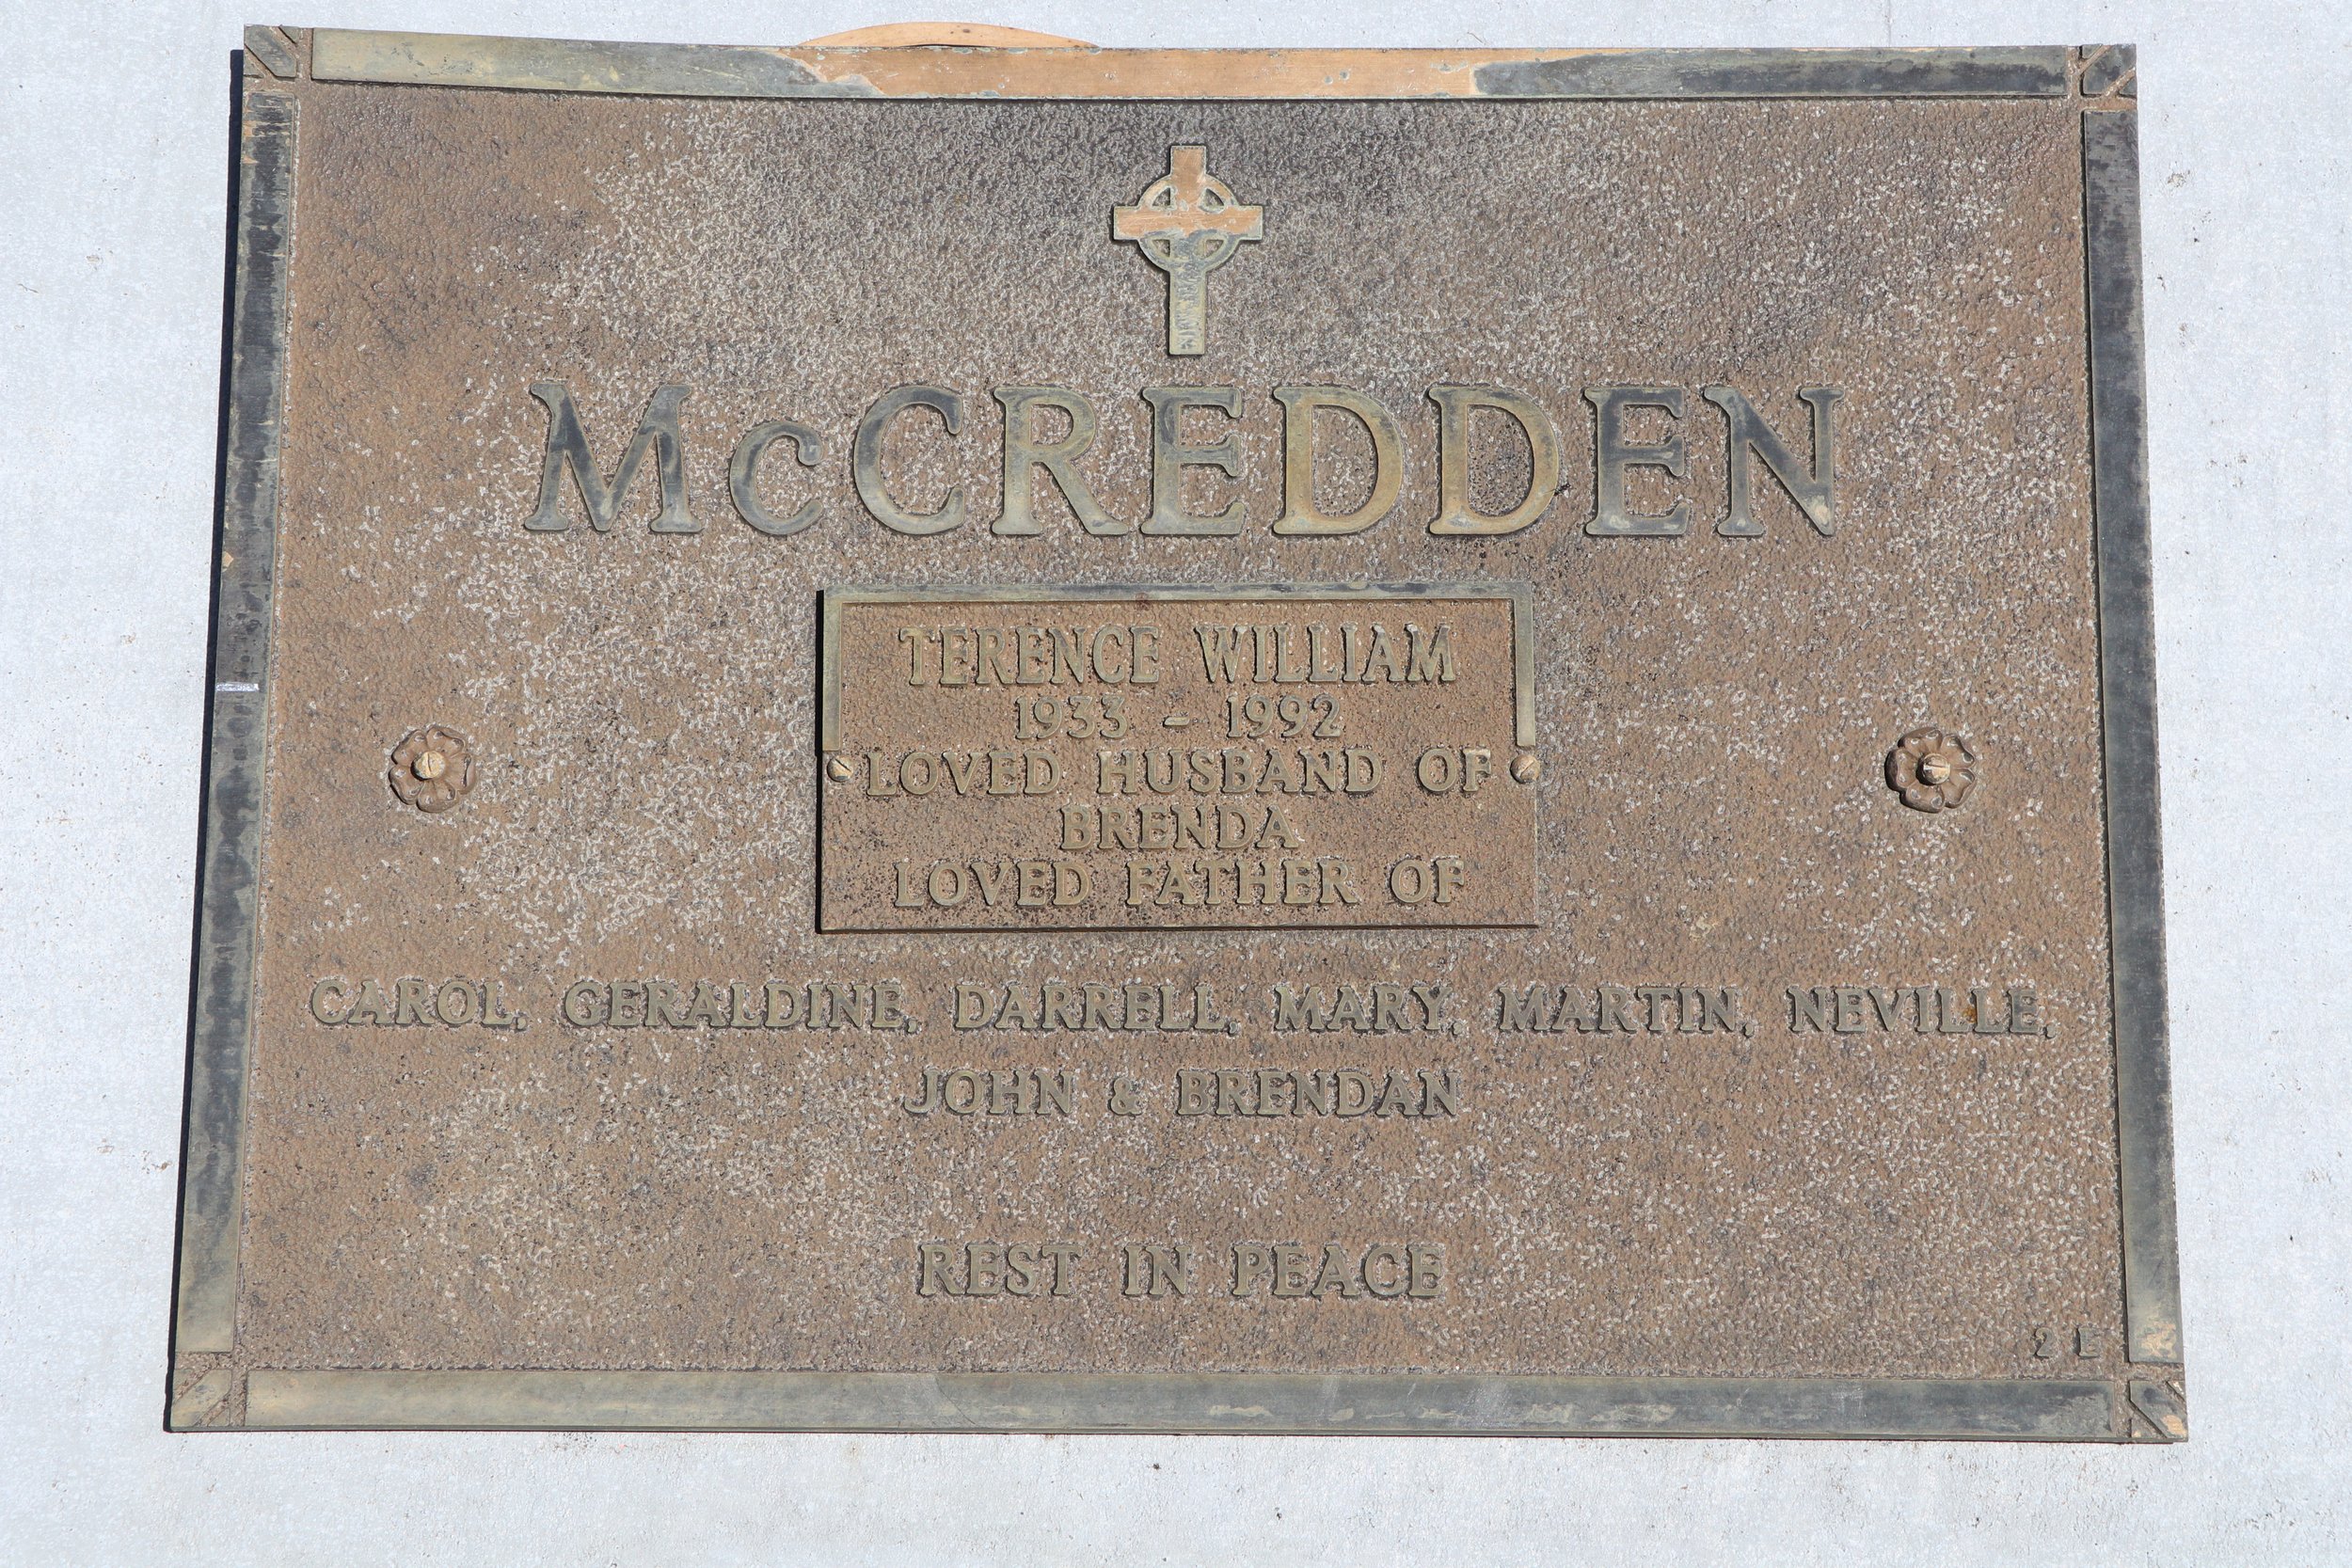 McCREDDEN
TERENCE WILLIAM
1933 - 1992
LOVED HUSBAND OF
BRENDA
LOVED FATHER OF
CAROL, GERALDINE, DARRELL, MARY, MARTIN, NEVILLE,
JOHN & BRENDAN
REST IN PEACE
2 E